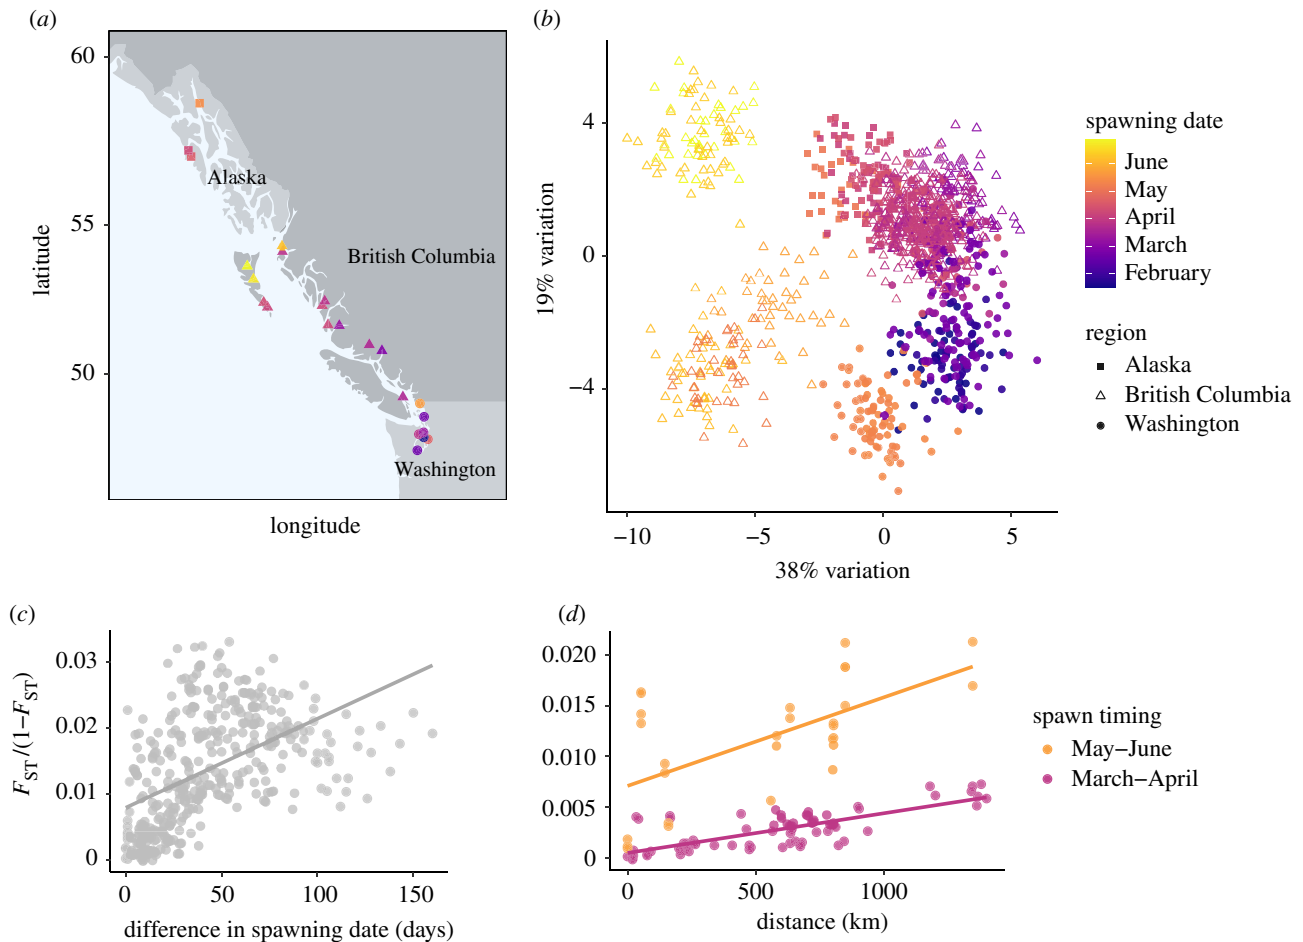 (a)
60
55
50
latitude
Alaska
British Columbia
Washington
longitude
(b)
4
0
−4
19% variation
−10
−5
0
5
38% variation
spawning date
June
May
April
March
February
region
Alaska
British Columbia
Washington
(c)
0.03
0.02
0.01
0
F_ST/(1−F_ST)
0
50
100
150
difference in spawning date (days)
(d)
0.020
0.015
0.010
0.005
0
0
500
1000
distance (km)
spawn timing
May−June
March−April